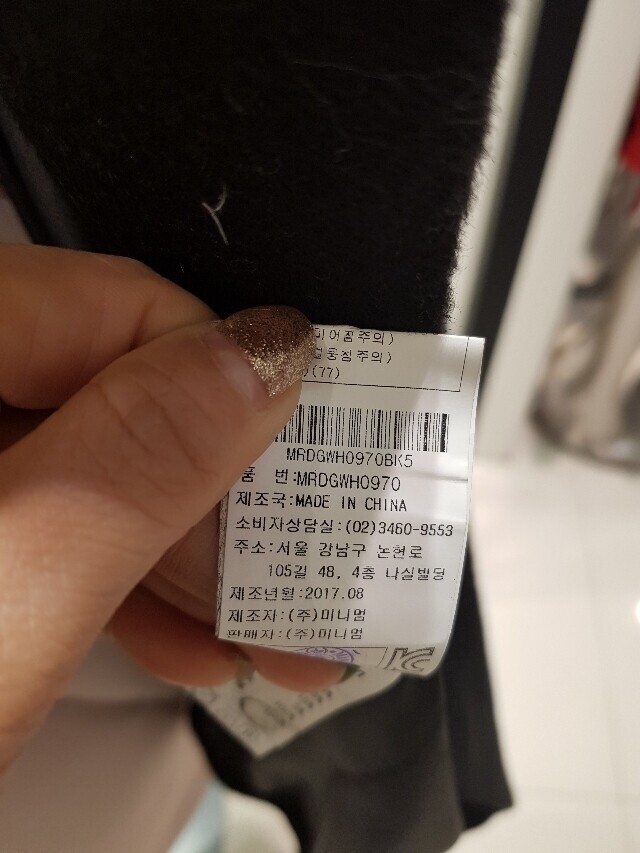 어짐주의)
(77)
MRDGWH0970BK5
품 번:MRDGWH0970
제조국:MADE IN CHINA
소비자상담실:(02)3460-9553
주소:서울 강남구 논현로
105길 48, 4층 나실빌딩
제조년월:2017.08
제조자:(주)미니멈
판매자:(주)미니멈
KC